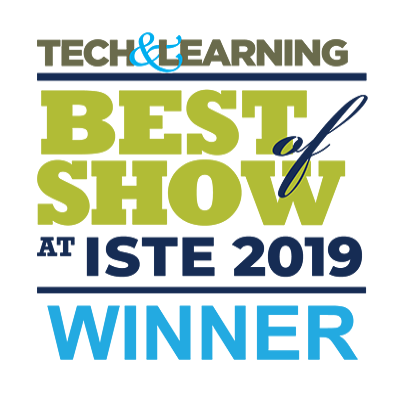 TECH&LEARNING
BEST of
SHOW
AT ISTE 2019
WINNER